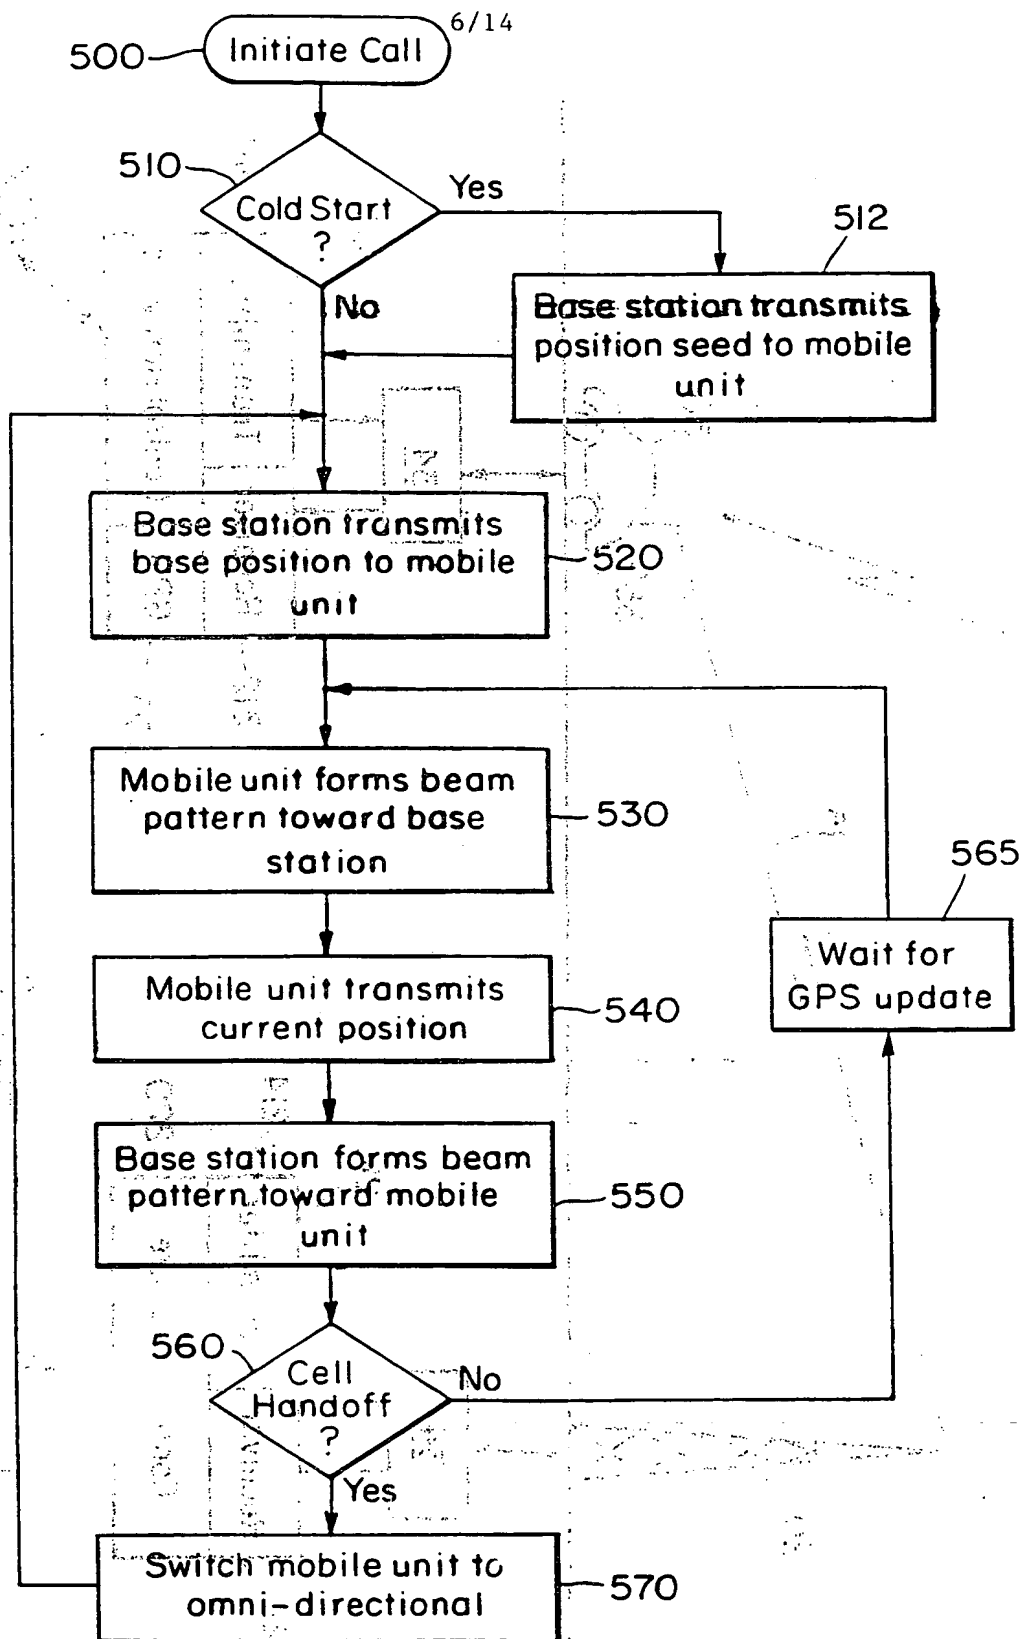 6/14
500
Initiate Call
510
Cold Start
?
Yes
No
512
Base station transmits
position seed to mobile
unit
Base station transmits
base position to mobile
unit
520
Mobile unit forms beam
pattern toward base
station
530
565
Wait for
GPS update
Mobile unit transmits
current position
540
Base station forms beam
pattern toward mobile
unit
550
560
Cell
Handoff
?
No
Yes
Switch mobile unit to
omni-directional
570